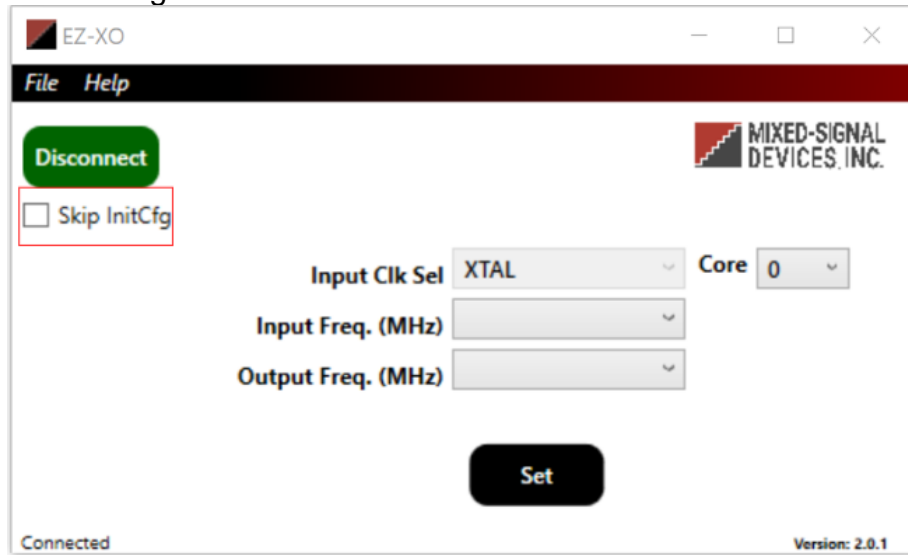 EZ-XO
File Help
Disconnect
MIXED-SIGNAL
DEVICES, INC.
Skip InitCfg
Input Clk Sel XTAL Core 0
Input Freq. (MHz)
Output Freq. (MHz)
Set
Connected Version: 2.0.1